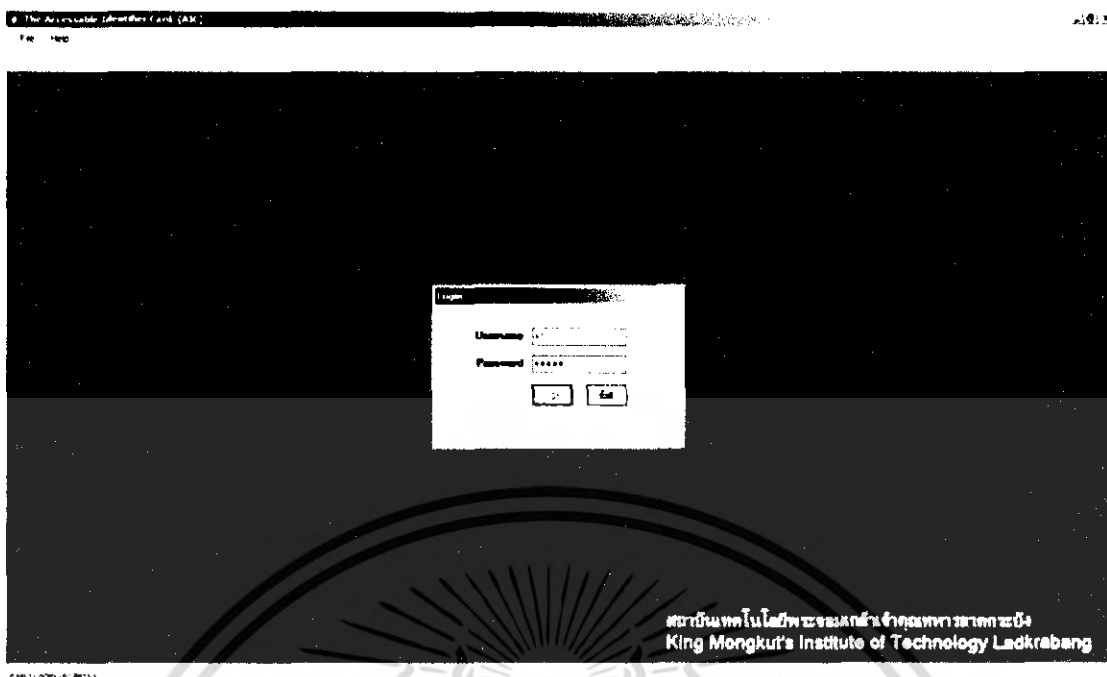 The Accessable Identifier Card (AIC)
File Help
Login
Username
Password *****
Exit
สถาบันเทคโนโลยีพระจอมเกล้าเจ้าคุณทหารลาดกระบัง
King Mongkut's Institute of Technology Ladkrabang